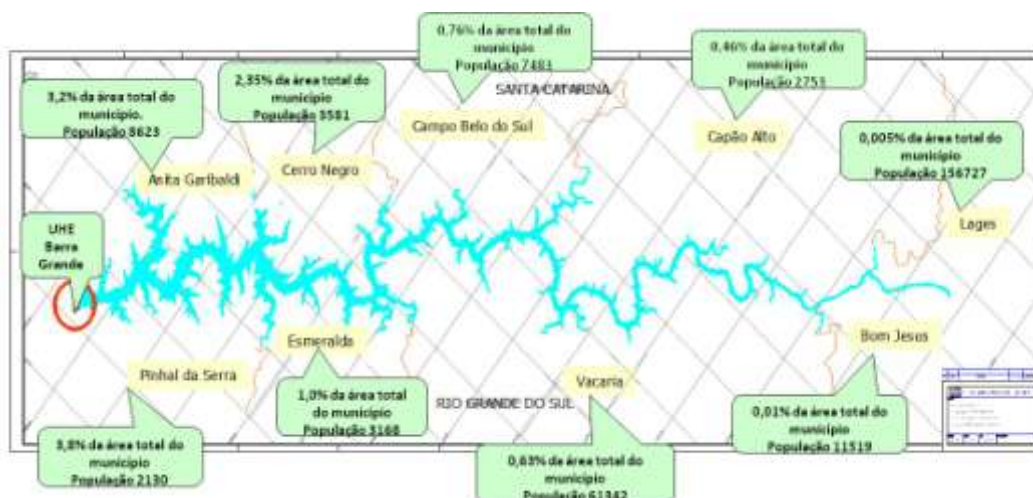 0,76% da área total do
município
População 7483
0,46% da área total do
município
População 2753
2,35% da área total do
município
População 3581
3,2% da área total do
município.
População 8623
SANTA CATARINA
Campo Belo do Sul
Capão Alto
0,005% da área total do
município
População 156727
Cerro Negro
Anita Garibaldi
Lages
UHE
Barra
Grande
Esmeralda
Bom Jesus
Pinhal da Serra
Vacaria
1,0% da área total
do município
População 3168
RIO GRANDE DO SUL
0,01% da área total do
município
População 11519
3,8% da área total do
município
População 2130
0,63% da área total do
município
População 61342